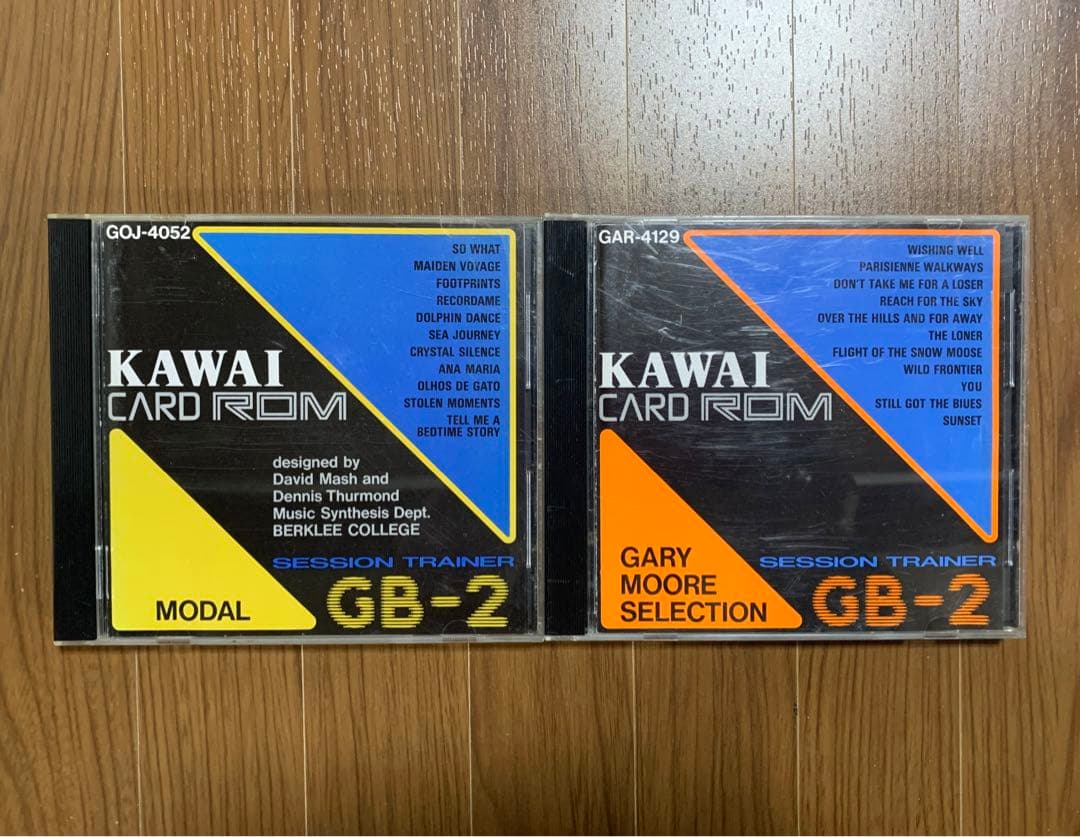 GOJ-4052
SO WHAT
MAIDEN VOYAGE
FOOTPRINTS
RECORDAME
DOLPHIN DANCE
SEA JOURNEY
CRYSTAL SILENCE
ANA MARIA
OLHOS DE GATO
STOLEN MOMENTS
TELL ME A
BEDTIME STORY
KAWAI
CARD ROM
designed by
David Mash and
Dennis Thurmond
Music Synthesis Dept.
BERKLEE COLLEGE
SESSION TRAINER
GB-2
MODAL
GAR-4129
WISHING WELL
PARISIENNE WALKWAYS
DON'T TAKE ME FOR A LOSER
REACH FOR THE SKY
OVER THE HILLS AND FOR AWAY
THE LONER
FLIGHT OF THE SNOW MOOSE
WILD FRONTIER
YOU
STILL GOT THE BIUES
SUNSET
KAWAI
CARD ROM
GARY
MOORE
SELECTION
SESSION TRAINER
GB-2